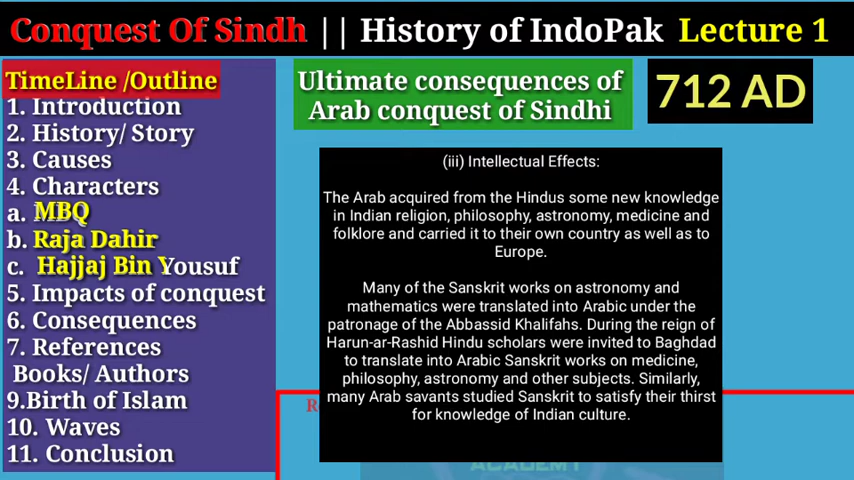 Conquest Of Sindh || History of IndoPak Lecture 1
TimeLine /Outline
1. Introduction
2. History/ Story
3. Causes
4. Characters
a. MBQ
b. Raja Dahir
c. Hajjaj Bin Yousuf
5. Impacts of conquest
6. Consequences
7. References
Books/ Authors
9.Birth of Islam
10. Waves
11. Conclusion
Ultimate consequences of
Arab conquest of Sindhi
712 AD
(iii) Intellectual Effects:
The Arab acquired from the Hindus some new knowledge
in Indian religion, philosophy, astronomy, medicine and
folklore and carried it to their own country as well as to
Europe.
Many of the Sanskrit works on astronomy and
mathematics were translated into Arabic under the
patronage of the Abbassid Khalifahs. During the reign of
Harun-ar-Rashid Hindu scholars were invited to Baghdad
to translate into Arabic Sanskrit works on medicine,
philosophy, astronomy and other subjects. Similarly,
many Arab savants studied Sanskrit to satisfy their thirst
for knowledge of Indian culture.
ACADEMY